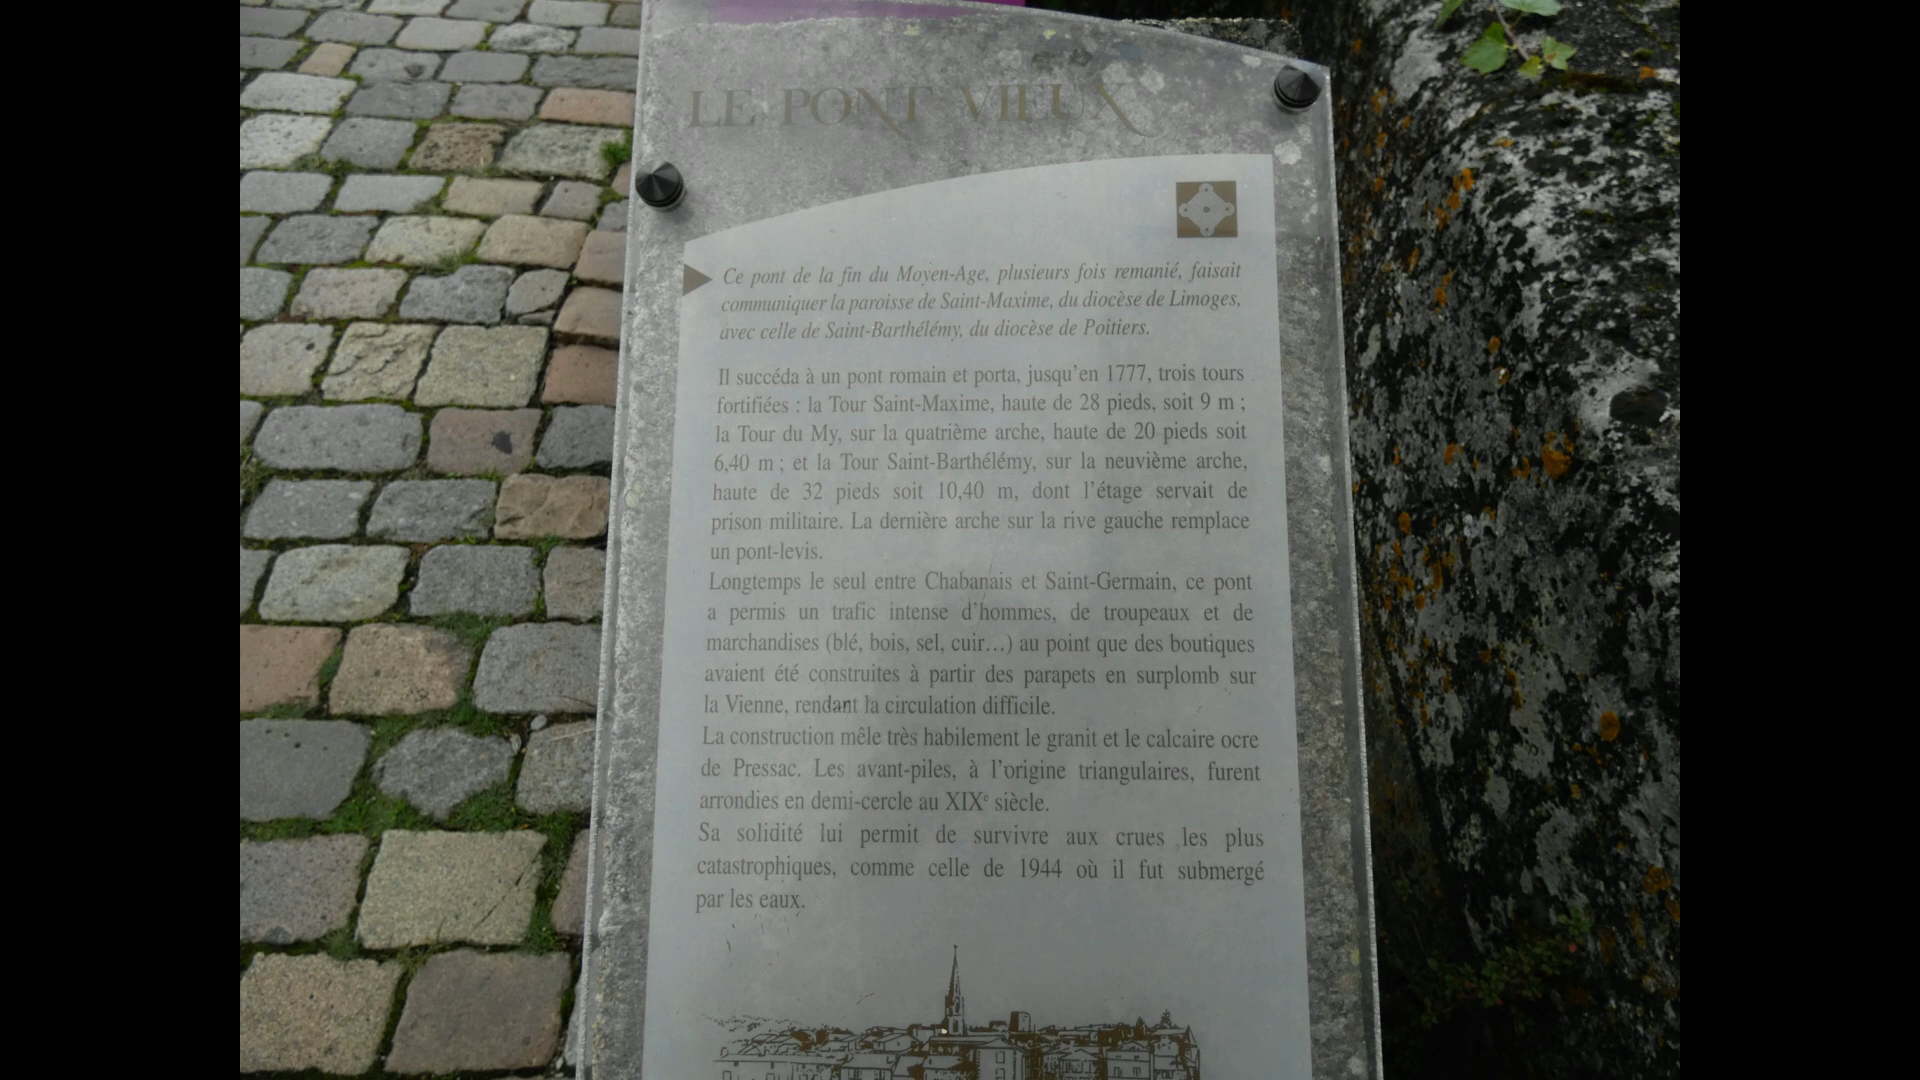 LE PONT VIEUX
Ce pont de la fin du Moyen-Age, plusieurs fois remanié, faisait
communiquer la paroisse de Saint-Maxime, du diocèse de Limoges,
avec celle de Saint-Barthélémy, du diocèse de Poitiers.
Il succéda à un pont romain et porta, jusqu'en 1777, trois tours
fortifiées : la Tour Saint-Maxime, haute de 28 pieds, soit 9 m ;
la Tour du My, sur la quatrième arche, haute de 20 pieds soit
6,40 m ; et la Tour Saint-Barthélémy, sur la neuvième arche,
haute de 32 pieds soit 10,40 m, dont l'étage servait de
prison militaire. La dernière arche sur la rive gauche remplace
un pont-levis.
Longtemps le seul entre Chabanais et Saint-Germain, ce pont
a permis un trafic intense d'hommes, de troupeaux et de
marchandises (blé, bois, sel, cuir…) au point que des boutiques
avaient été construites à partir des parapets en surplomb sur
la Vienne, rendant la circulation difficile.
La construction mêle très habilement le granit et le calcaire ocre
de Pressac. Les avant-piles, à l'origine triangulaires, furent
arrondies en demi-cercle au XIXe siècle.
Sa solidité lui permit de survivre aux crues les plus
catastrophiques, comme celle de 1944 où il fut submergé
par les eaux.